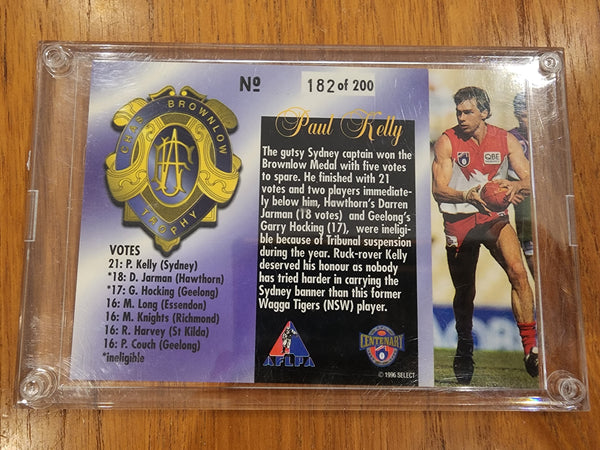 Nº 182 of 200
CHAS BROWNLOW
TROPHY
Paul Kelly
The gutsy Sydney captain won the
Brownlow Medal with five votes
to spare. He finished with 21
votes and two players immediate-
ly below him, Hawthorn's Darren
Jarman (18 votes) and Geelong's
Garry Hocking (17), were ineligi-
ble because of Tribunal suspension
during the year. Ruck-rover Kelly
deserved his honour as nobody
has tried harder in carrying the
Sydney banner than this former
Wagga Tigers (NSW) player.
VOTES
21: P. Kelly (Sydney)
*18: D. Jarman (Hawthorn)
*17: G. Hocking (Geelong)
16: M. Long (Essendon)
16: M. Knights (Richmond)
16: R. Harvey (St Kilda)
16: P. Couch (Geelong)
*ineligible
AFLPA
CENTENARY
© 1996 SELECT
QBE